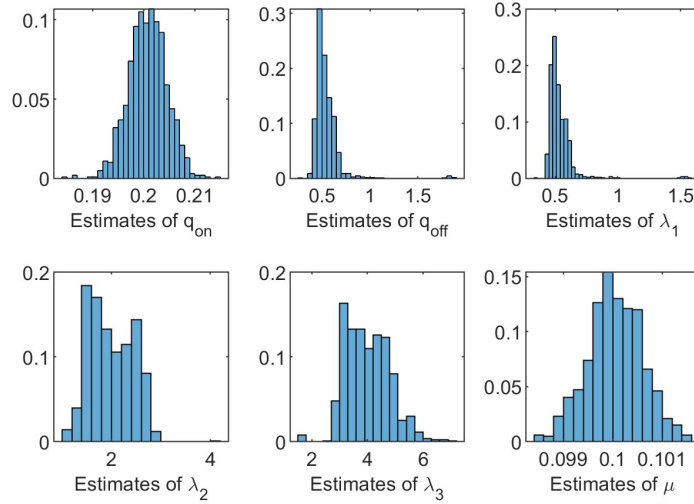 0.1
0.05
0
0.19 0.2 0.21
Estimates of q_on
0.3
0.2
0.1
0
0.5 1 1.5
Estimates of q_off
0.3
0.2
0.1
0
0.5 1 1.5
Estimates of λ_1
0.2
0.1
0
2 4
Estimates of λ_2
0.2
0.1
0
2 4 6
Estimates of λ_3
0.15
0.1
0.05
0
0.099 0.1 0.101
Estimates of μ